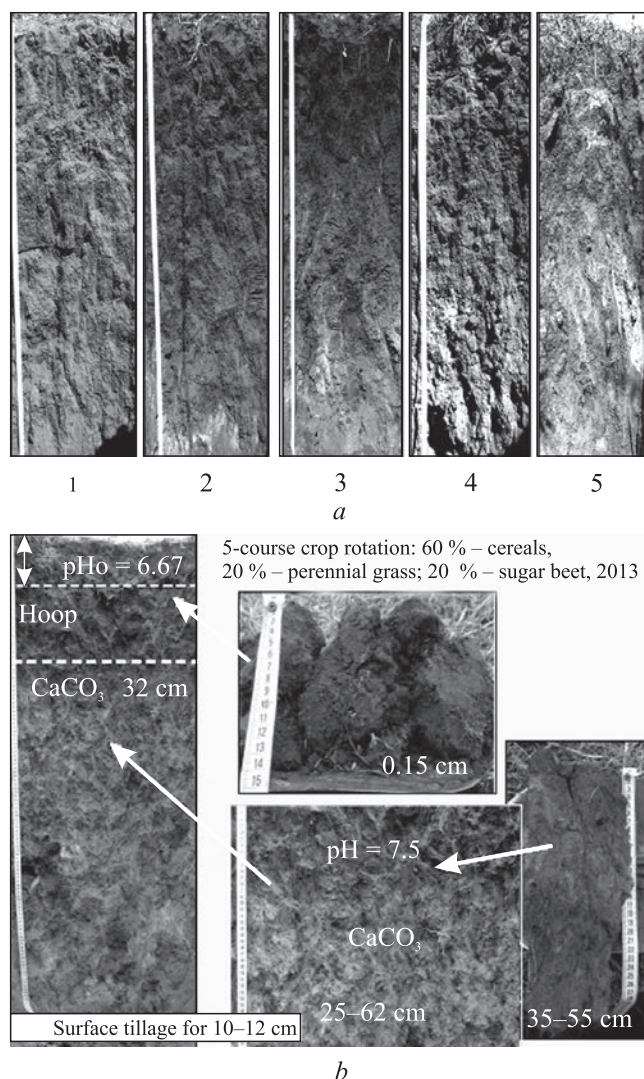 1 2 3 4 5
a
5-course crop rotation: 60 % – cereals,
20 % – perennial grass; 20 % – sugar beet, 2013
pHo = 6.67
Hoop
CaCO₃ 32 cm
0.15 cm
pH = 7.5
CaCO₃
25–62 cm
35–55 cm
Surface tillage for 10–12 cm
b